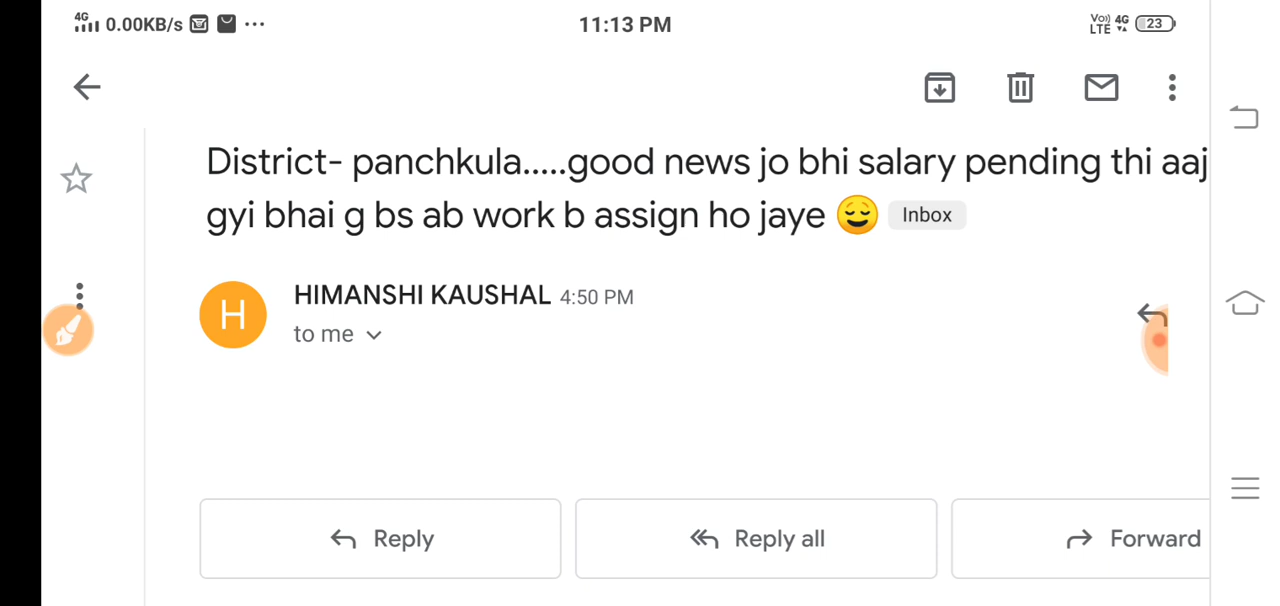 4G 0.00KB/s ... 11:13 PM Vo) LTE 4G 23
District- panchkula.....good news jo bhi salary pending thi aaj
gyi bhai g bs ab work b assign ho jaye 😌 Inbox
H HIMANSHI KAUSHAL 4:50 PM
to me
Reply Reply all Forward